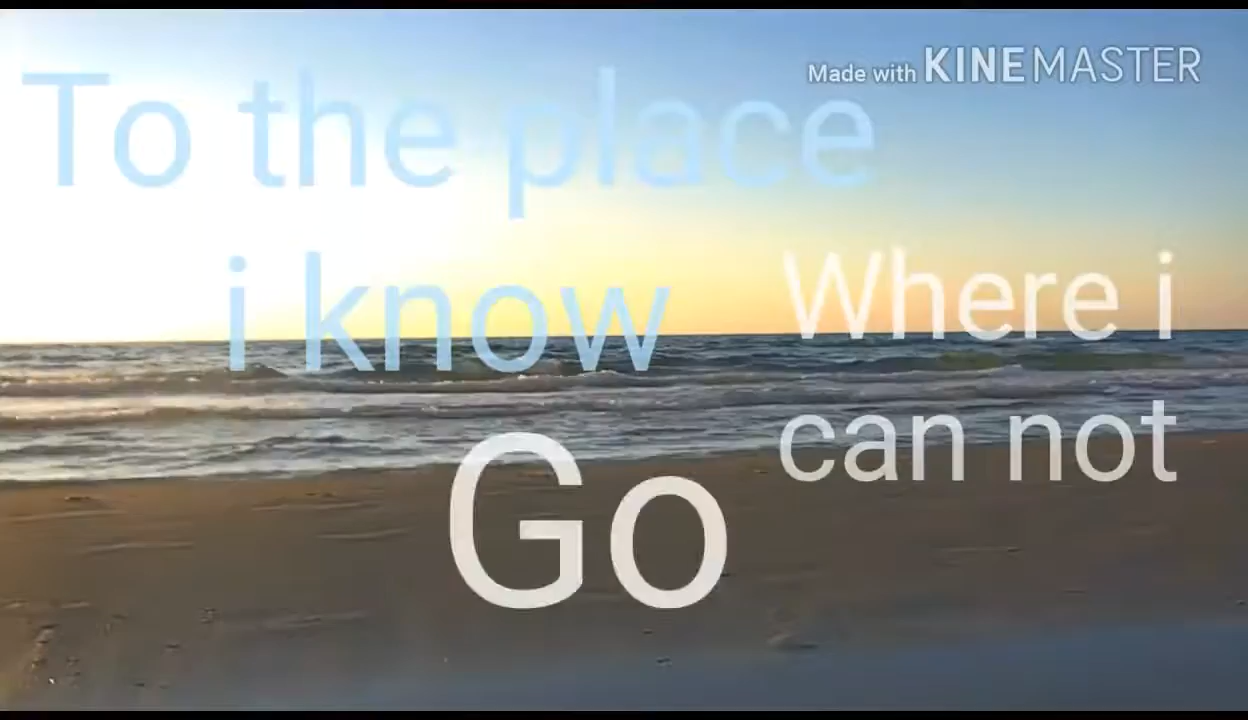 Made with KINEMASTER
To the place
i know
Where i
can not
Go